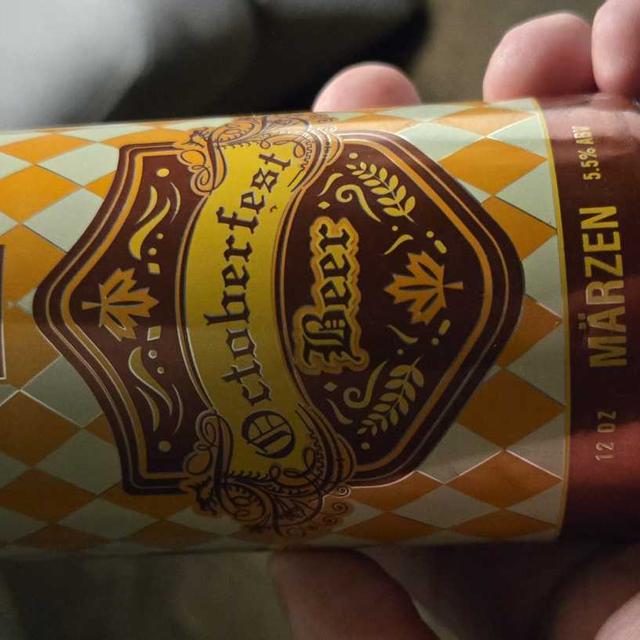 Octoberfest
Beer
MÄRZEN
12 OZ
5.5% ABV